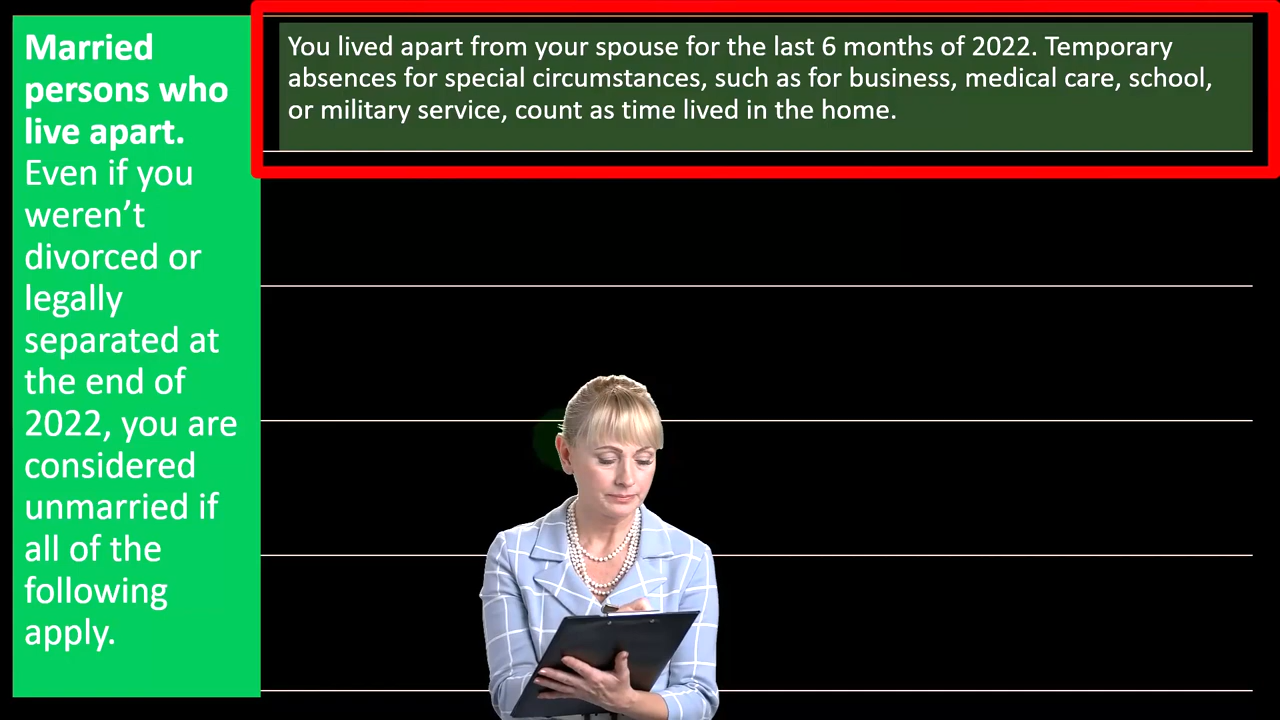 Married
persons who
live apart.
Even if you
weren’t
divorced or
legally
separated at
the end of
2022, you are
considered
unmarried if
all of the
following
apply.
You lived apart from your spouse for the last 6 months of 2022. Temporary
absences for special circumstances, such as for business, medical care, school,
or military service, count as time lived in the home.